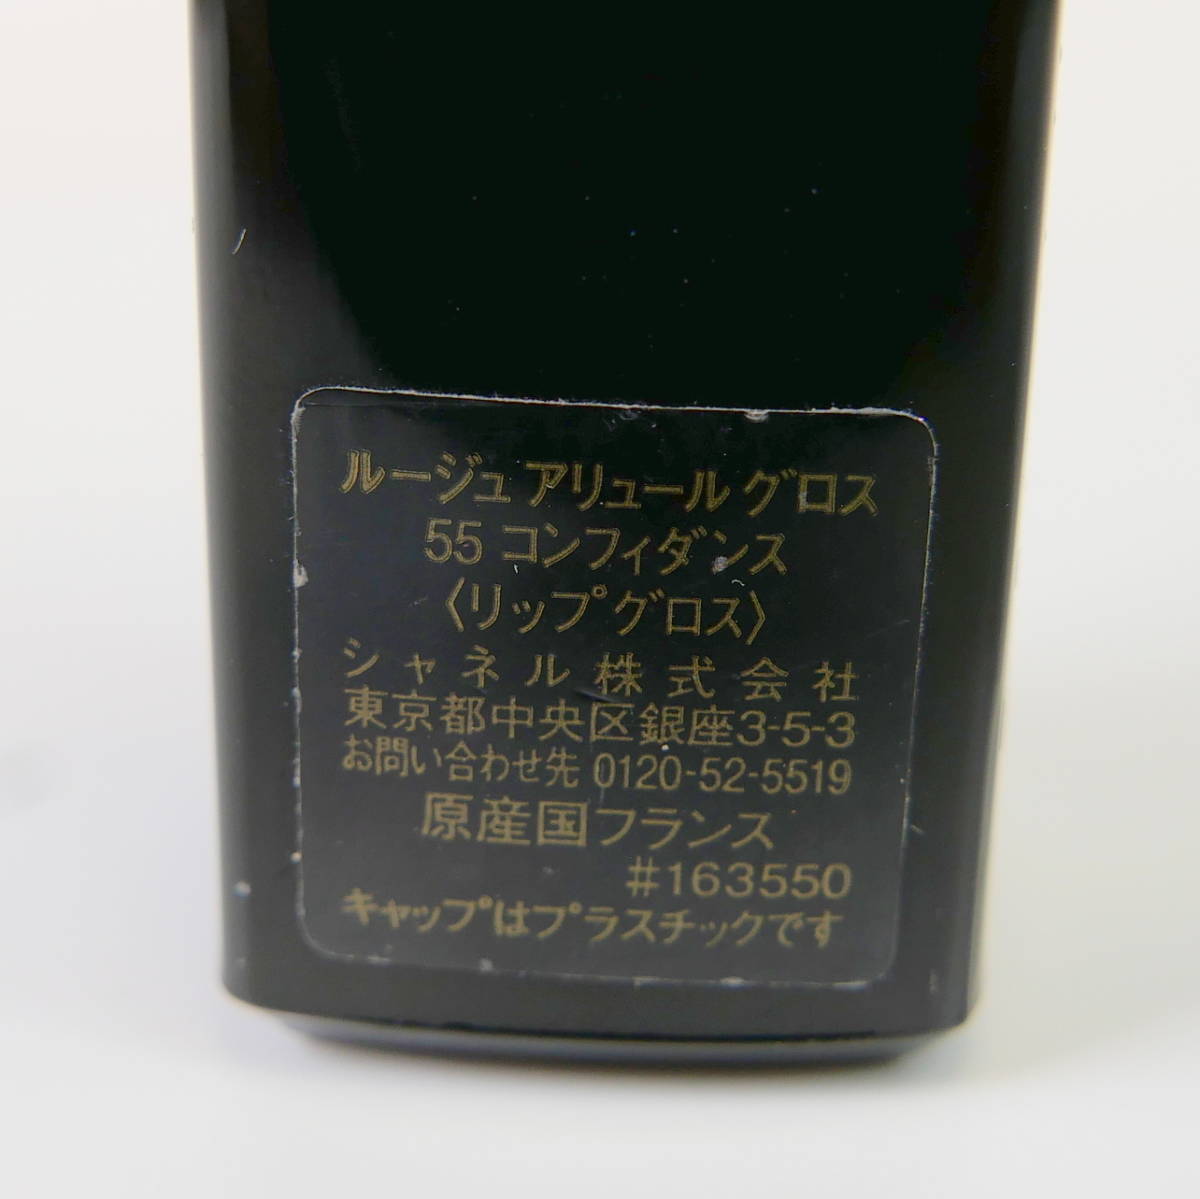 ルージュ アリュール グロス
55 コンフィダンス
〈リップ グロス〉
シャネル株式会社
東京都中央区銀座3-5-3
お問い合わせ先 0120-52-5519
原産国フランス
#163550
キャップはプラスチックです